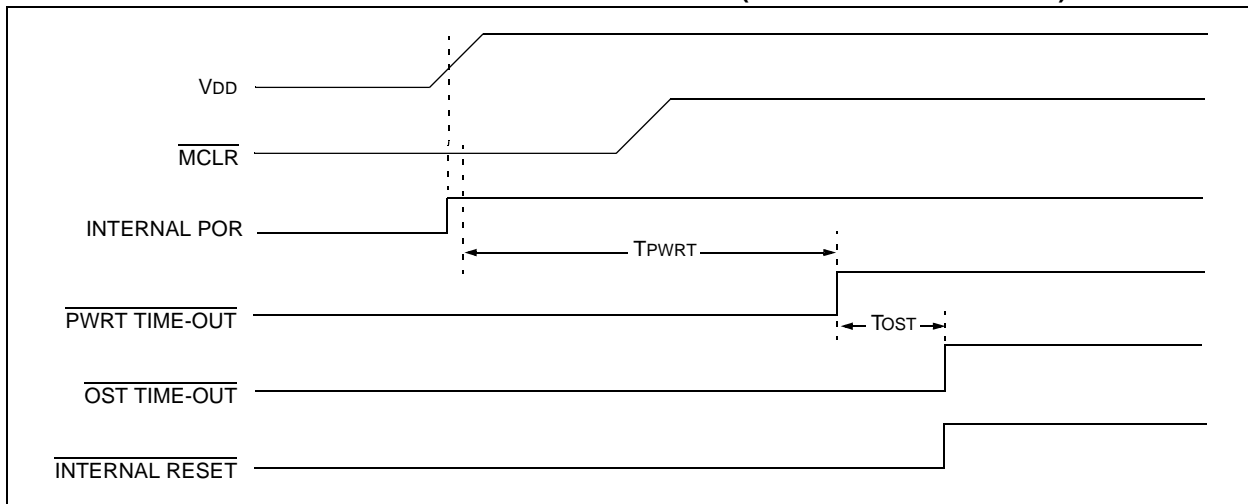 VDD
MCLR
INTERNAL POR
TPWRT
PWRT TIME-OUT
TOST
OST TIME-OUT
INTERNAL RESET